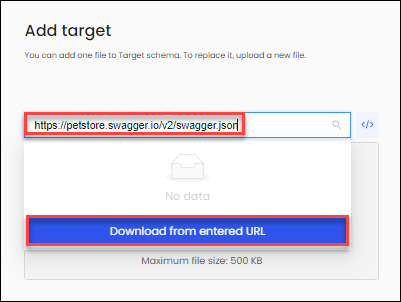 Add target
You can add one file to Target schema. To replace it, upload a new file.
https://petstore.swagger.io/v2/swagger.json
</>
No data
Download from entered URL
Maximum file size: 500 KB